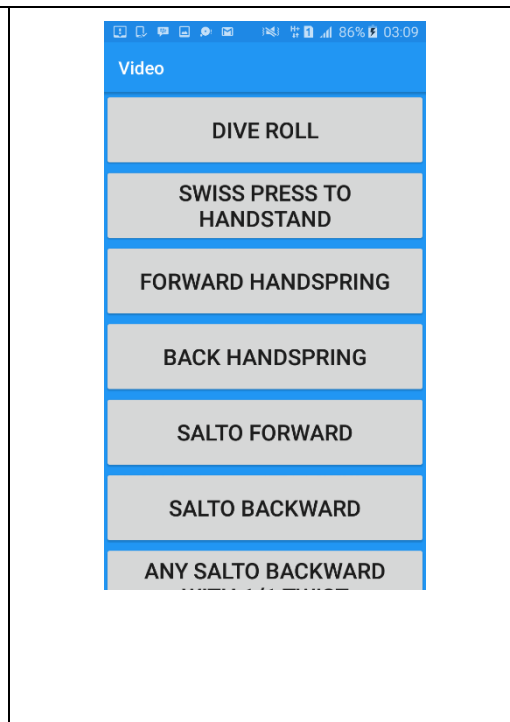 86% 03:09
Video
DIVE ROLL
SWISS PRESS TO
HANDSTAND
FORWARD HANDSPRING
BACK HANDSPRING
SALTO FORWARD
SALTO BACKWARD
ANY SALTO BACKWARD